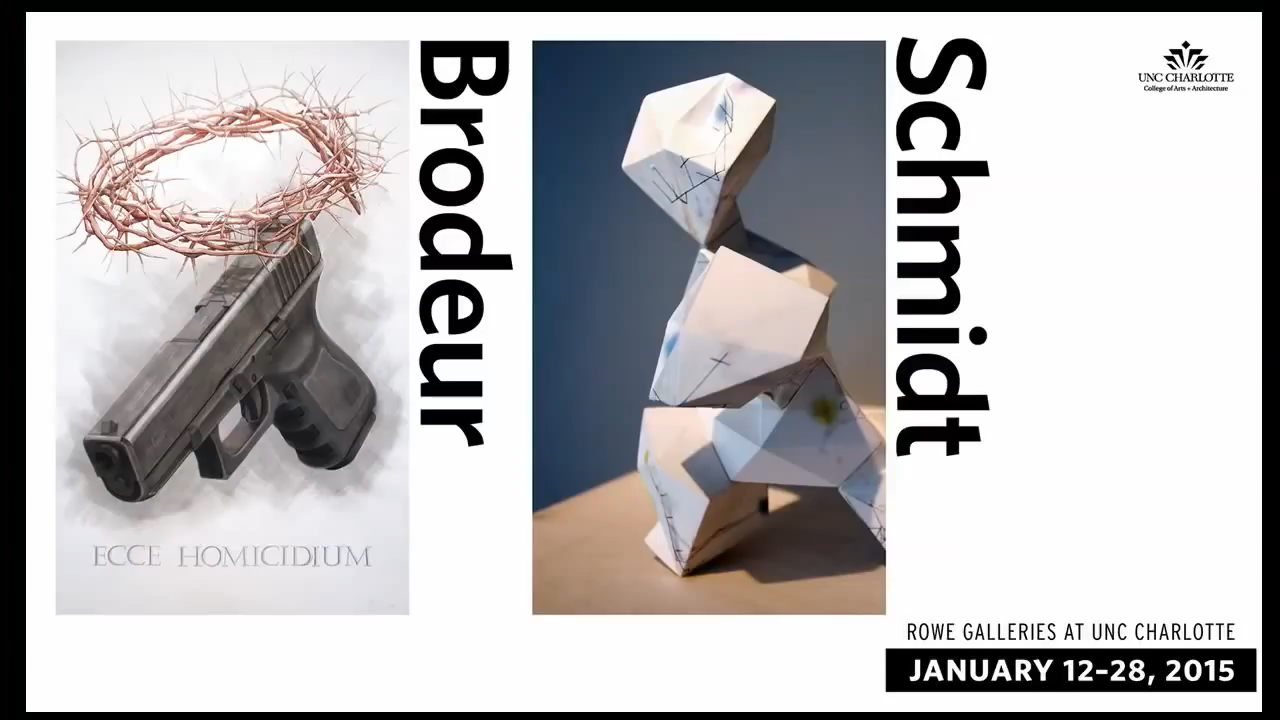 Brodeur
ECCE HOMICIDIUM
Schmidt
UNC CHARLOTTE
College of Arts + Architecture
ROWE GALLERIES AT UNC CHARLOTTE
JANUARY 12-28, 2015